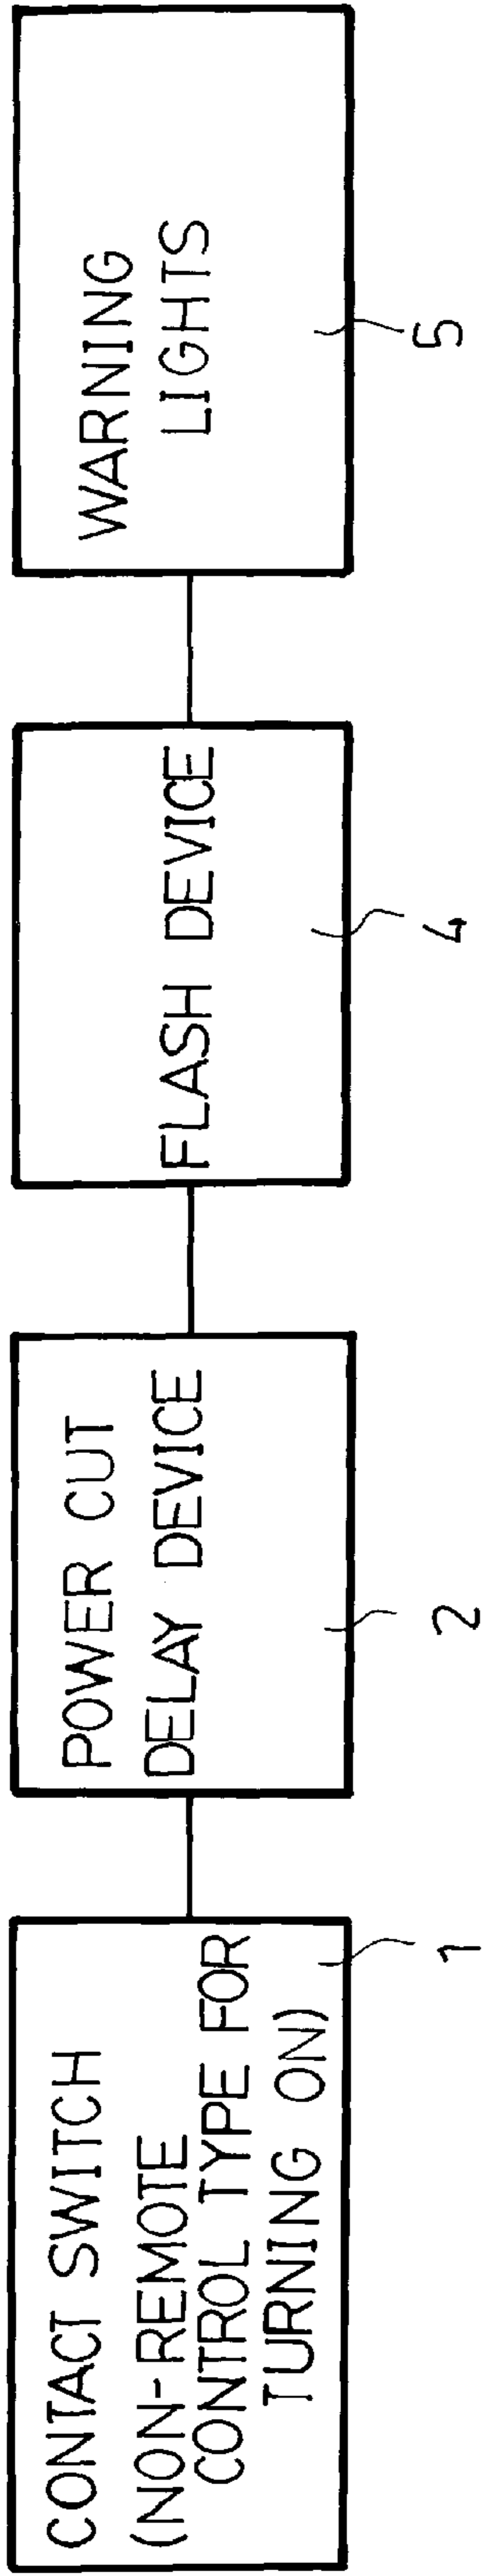 CONTACT SWITCH
(NON-REMOTE
CONTROL TYPE FOR
TURNING ON)
1
POWER CUT
DELAY DEVICE
2
FLASH DEVICE
4
WARNING
LIGHTS
5